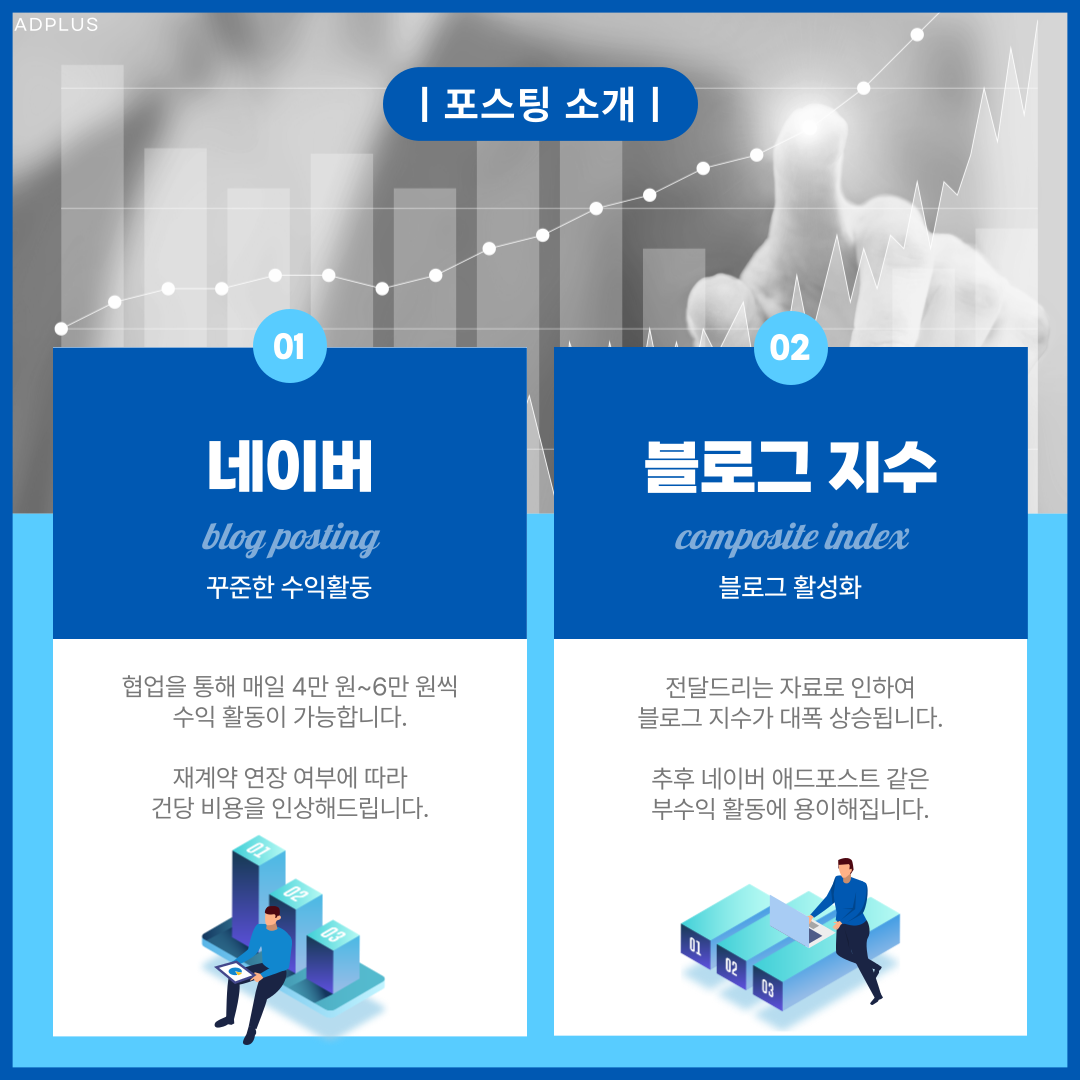 ADPLUS
| 포스팅 소개 |
01
네이버
blog posting
꾸준한 수익활동
협업을 통해 매일 4만 원~6만 원씩
수익 활동이 가능합니다.
재계약 연장 여부에 따라
건당 비용을 인상해드립니다.
01
02
03
02
블로그 지수
composite index
블로그 활성화
전달드리는 자료로 인하여
블로그 지수가 대폭 상승됩니다.
추후 네이버 애드포스트 같은
부수익 활동에 용이해집니다.
01
02
03